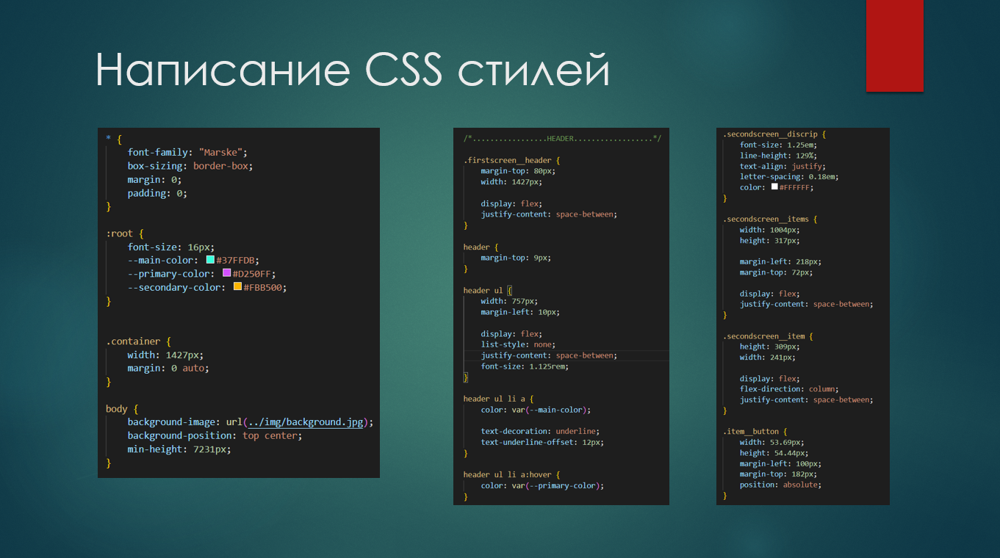 Написание CSS стилей
* {
font-family: "Marske";
box-sizing: border-box;
margin: 0;
padding: 0;
}
:root {
font-size: 16px;
--main-color: #37FFDB;
--primary-color: #D250FF;
--secondary-color: #FBB500;
}
.container {
width: 1427px;
margin: 0 auto;
}
body {
background-image: url(../img/background.jpg);
background-position: top center;
min-height: 7231px;
}
/*.................HEADER..................*/
.firstscreen__header {
margin-top: 80px;
width: 1427px;
display: flex;
justify-content: space-between;
}
header {
margin-top: 9px;
}
header ul {
width: 757px;
margin-left: 10px;
display: flex;
list-style: none;
justify-content: space-between;
font-size: 1.125rem;
}
header ul li a {
color: var(--main-color);
text-decoration: underline;
text-underline-offset: 12px;
}
header ul li a:hover {
color: var(--primary-color);
}
.secondscreen__discrip {
font-size: 1.25em;
line-height: 129%;
text-align: justify;
letter-spacing: 0.18em;
color: #FFFFFF;
}
.secondscreen__items {
width: 1004px;
height: 317px;
margin-left: 218px;
margin-top: 72px;
display: flex;
justify-content: space-between;
}
.secondscreen__item {
height: 309px;
width: 241px;
display: flex;
flex-direction: column;
justify-content: space-between;
}
.item__button {
width: 53.69px;
height: 54.44px;
margin-left: 100px;
margin-top: 182px;
position: absolute;
}